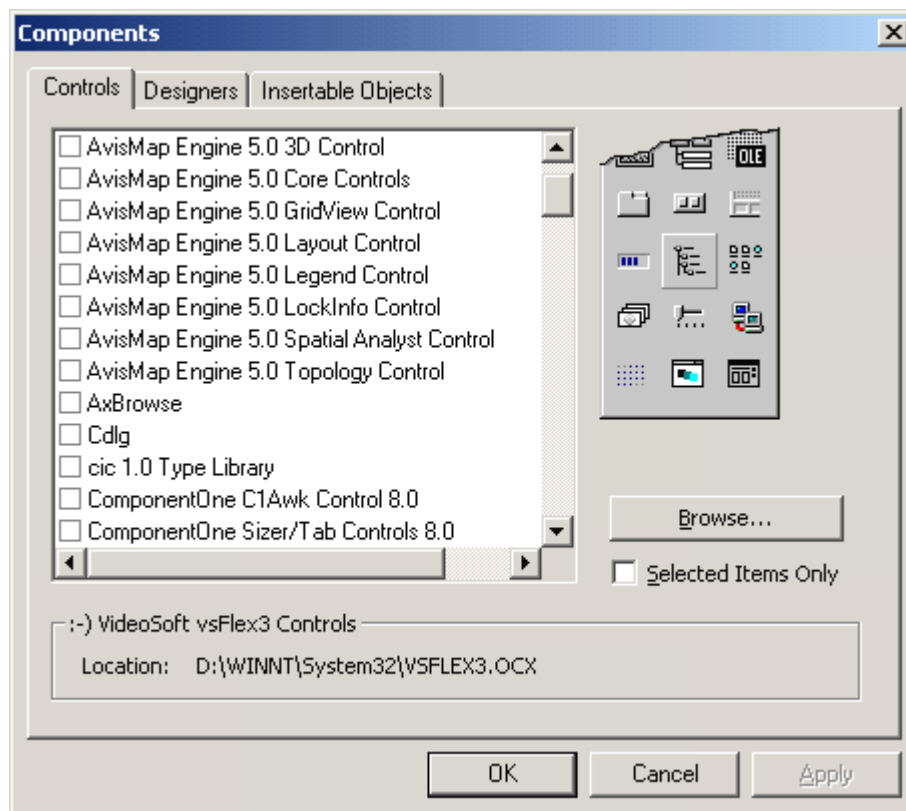 Components
Controls Designers Insertable Objects
AvisMap Engine 5.0 3D Control
AvisMap Engine 5.0 Core Controls
AvisMap Engine 5.0 GridView Control
AvisMap Engine 5.0 Layout Control
AvisMap Engine 5.0 Legend Control
AvisMap Engine 5.0 LockInfo Control
AvisMap Engine 5.0 Spatial Analyst Control
AvisMap Engine 5.0 Topology Control
AxBrowse
Cdlg
cic 1.0 Type Library
ComponentOne C1Awk Control 8.0
ComponentOne Sizer/Tab Controls 8.0
OLE
Browse...
Selected Items Only
:-) VideoSoft vsFlex3 Controls
Location: D:\WINNT\System32\VSFLEX3.OCX
OK Cancel Apply